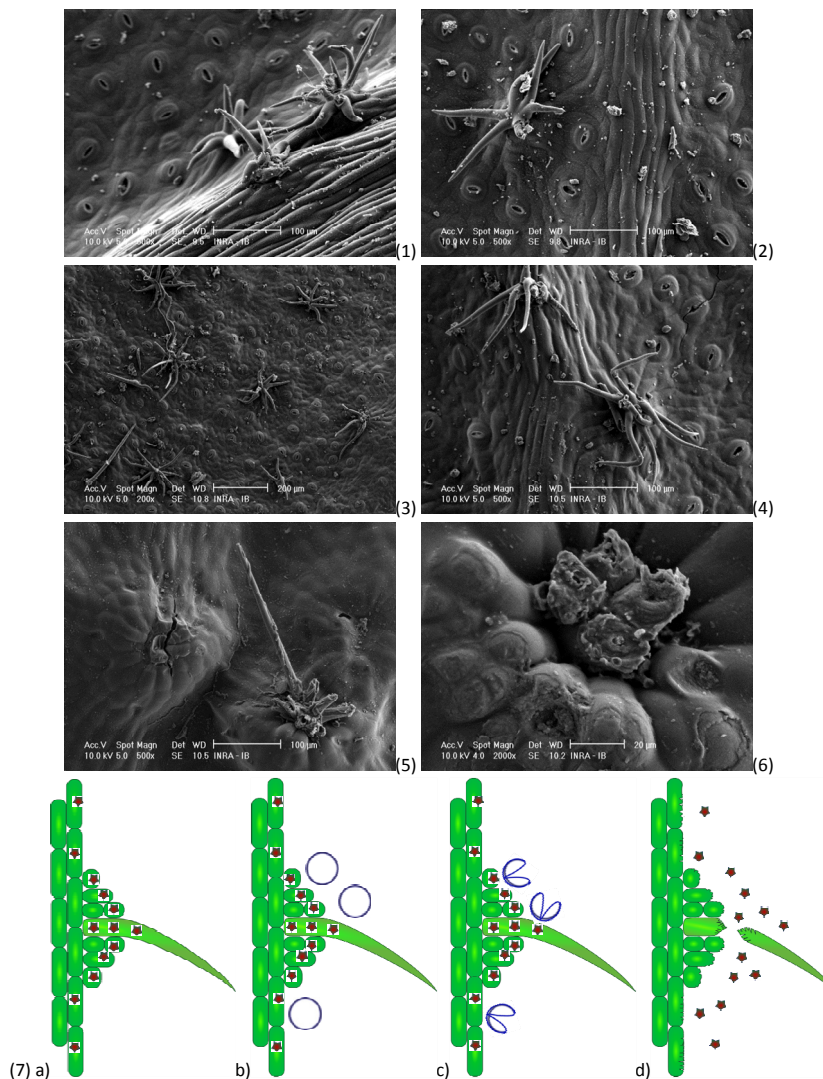 Acc.V Spot Magn Det WD 100 µm
10.0 kV 5.0 500x SE 9.5 INRA-IB
(1)
Acc.V Spot Magn Det WD 100 µm
10.0 kV 5.0 500x SE 9.8 INRA-IB
(2)
Acc.V Spot Magn Det WD 200 µm
10.0 kV 5.0 200x SE 10.8 INRA-IB
(3)
Acc.V Spot Magn Det WD 100 µm
10.0 kV 5.0 500x SE 10.5 INRA-IB
(4)
Acc.V Spot Magn Det WD 100 µm
10.0 kV 5.0 500x SE 10.5 INRA-IB
(5)
Acc.V Spot Magn Det WD 20 µm
10.0 kV 4.0 2000x SE 10.2 INRA-IB
(6)
(7) a) b) c) d)